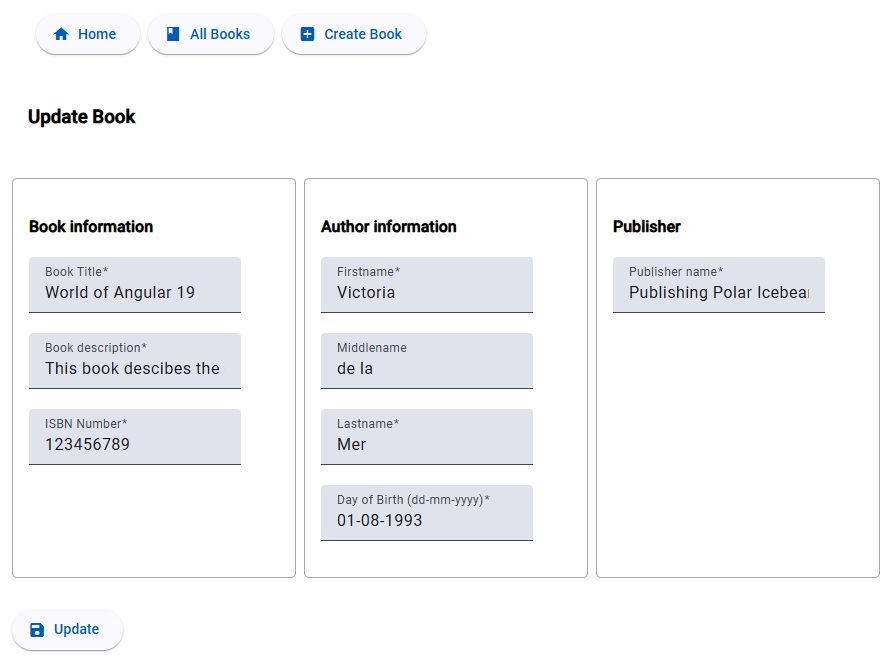 Home All Books Create Book
Update Book
Book information
Book Title*
World of Angular 19
Book description*
This book descibes the
ISBN Number*
123456789
Author information
Firstname*
Victoria
Middlename
de la
Lastname*
Mer
Day of Birth (dd-mm-yyyy)*
01-08-1993
Publisher
Publisher name*
Publishing Polar Icebear
Update